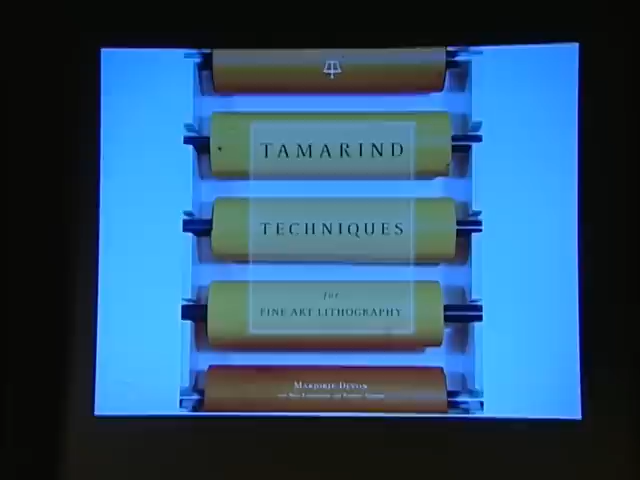 TAMARIND
TECHNIQUES
for
FINE ART LITHOGRAPHY
MARJORIE DEVON